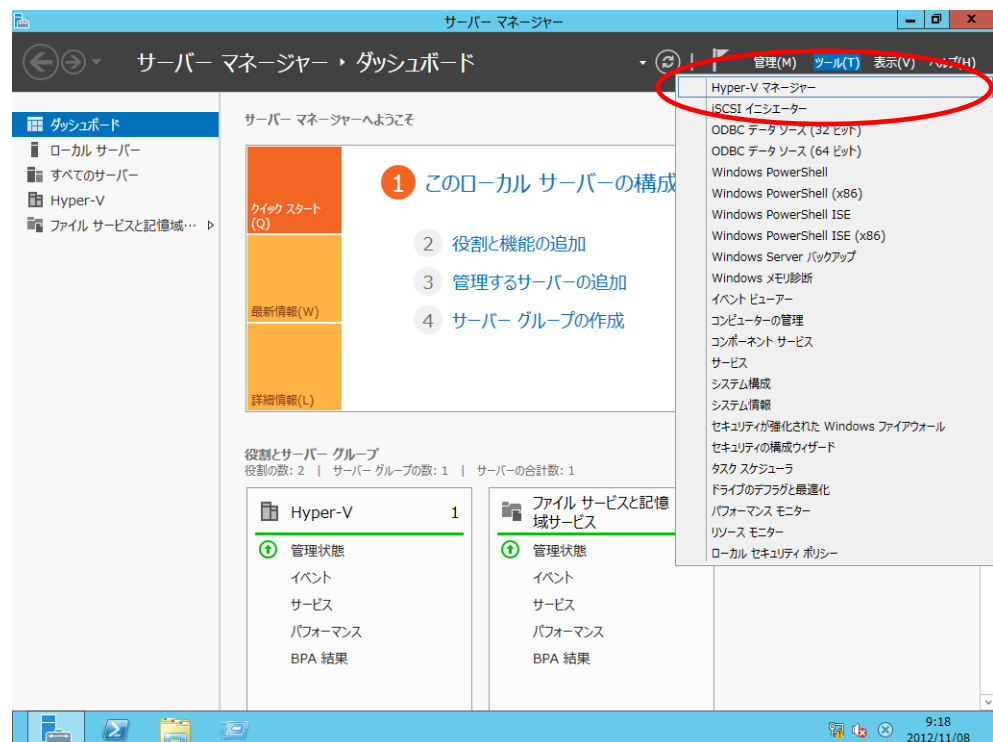 サーバー マネージャー
サーバー マネージャー ・ ダッシュボード
管理(M) ツール(T) 表示(V) ヘルプ(H)
ダッシュボード
ローカル サーバー
すべてのサーバー
Hyper-V
ファイル サービスと記憶域…
サーバー マネージャーへようこそ
クイック スタート
(Q)
最新情報(W)
詳細情報(L)
1 このローカル サーバーの構成
2 役割と機能の追加
3 管理するサーバーの追加
4 サーバー グループの作成
役割とサーバー グループ
役割の数: 2 | サーバー グループの数: 1 | サーバーの合計数: 1
Hyper-V 1
管理状態
イベント
サービス
パフォーマンス
BPA 結果
ファイル サービスと記憶
域サービス
管理状態
イベント
サービス
パフォーマンス
BPA 結果
Hyper-V マネージャー
iSCSI イニシエーター
ODBC データ ソース (32 ビット)
ODBC データ ソース (64 ビット)
Windows PowerShell
Windows PowerShell (x86)
Windows PowerShell ISE
Windows PowerShell ISE (x86)
Windows Server バックアップ
Windows メモリ診断
イベント ビューアー
コンピューターの管理
コンポーネント サービス
サービス
システム構成
システム情報
セキュリティが強化された Windows ファイアウォール
セキュリティの構成ウィザード
タスク スケジューラ
ドライブのデフラグと最適化
パフォーマンス モニター
リソース モニター
ローカル セキュリティ ポリシー
9:18
2012/11/08